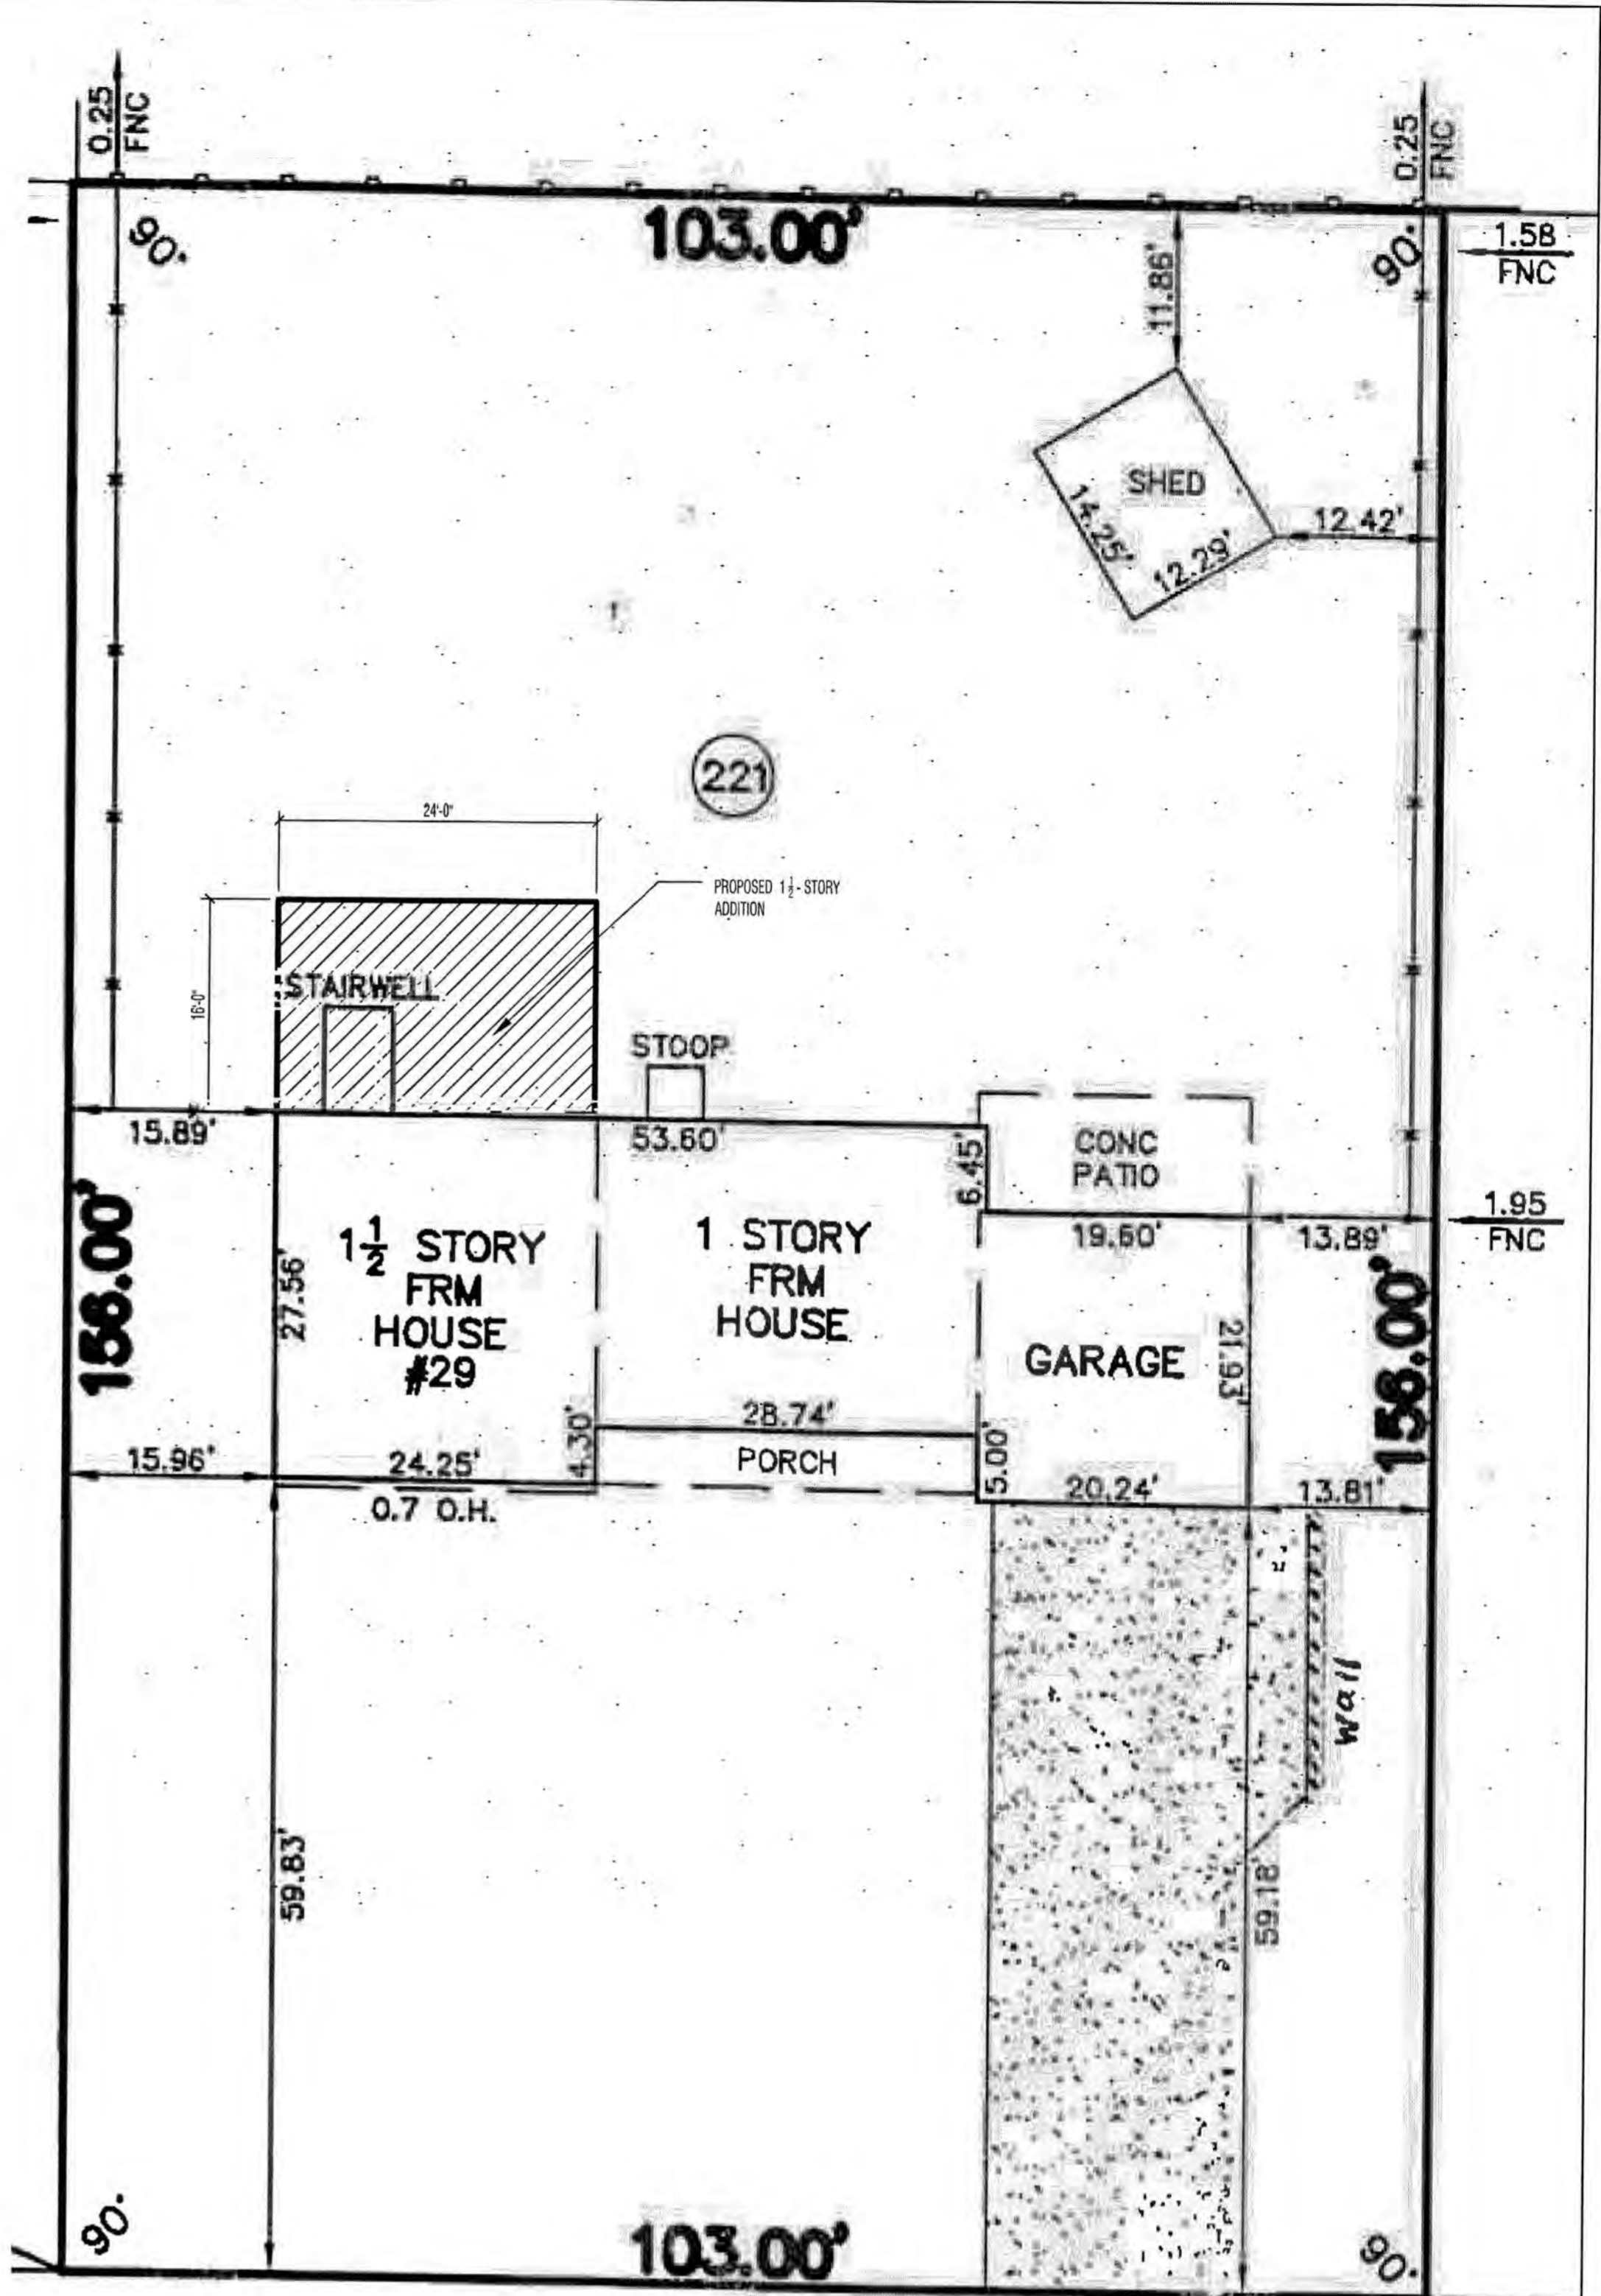 0.25
FNC
0.25
FNC
90.
103.00'
90.
1.58
FNC
11.86'
SHED
14.25'
12.29'
12.42'
221
24'-0"
PROPOSED 1½- STORY
ADDITION
16'-0"
STAIRWELL
STOOP
15.89'
53.60'
6.45'
CONC
PATIO
19.60'
13.89'
1.95
FNC
156.00'
27.56'
1½ STORY
FRM
HOUSE
#29
1 STORY
FRM
HOUSE
GARAGE
21.93'
156.00'
28.74'
PORCH
4.30'
5.00'
15.96'
24.25'
0.7 O.H.
20.24'
13.81'
Wall
59.83'
59.18'
90.
103.00'
90.